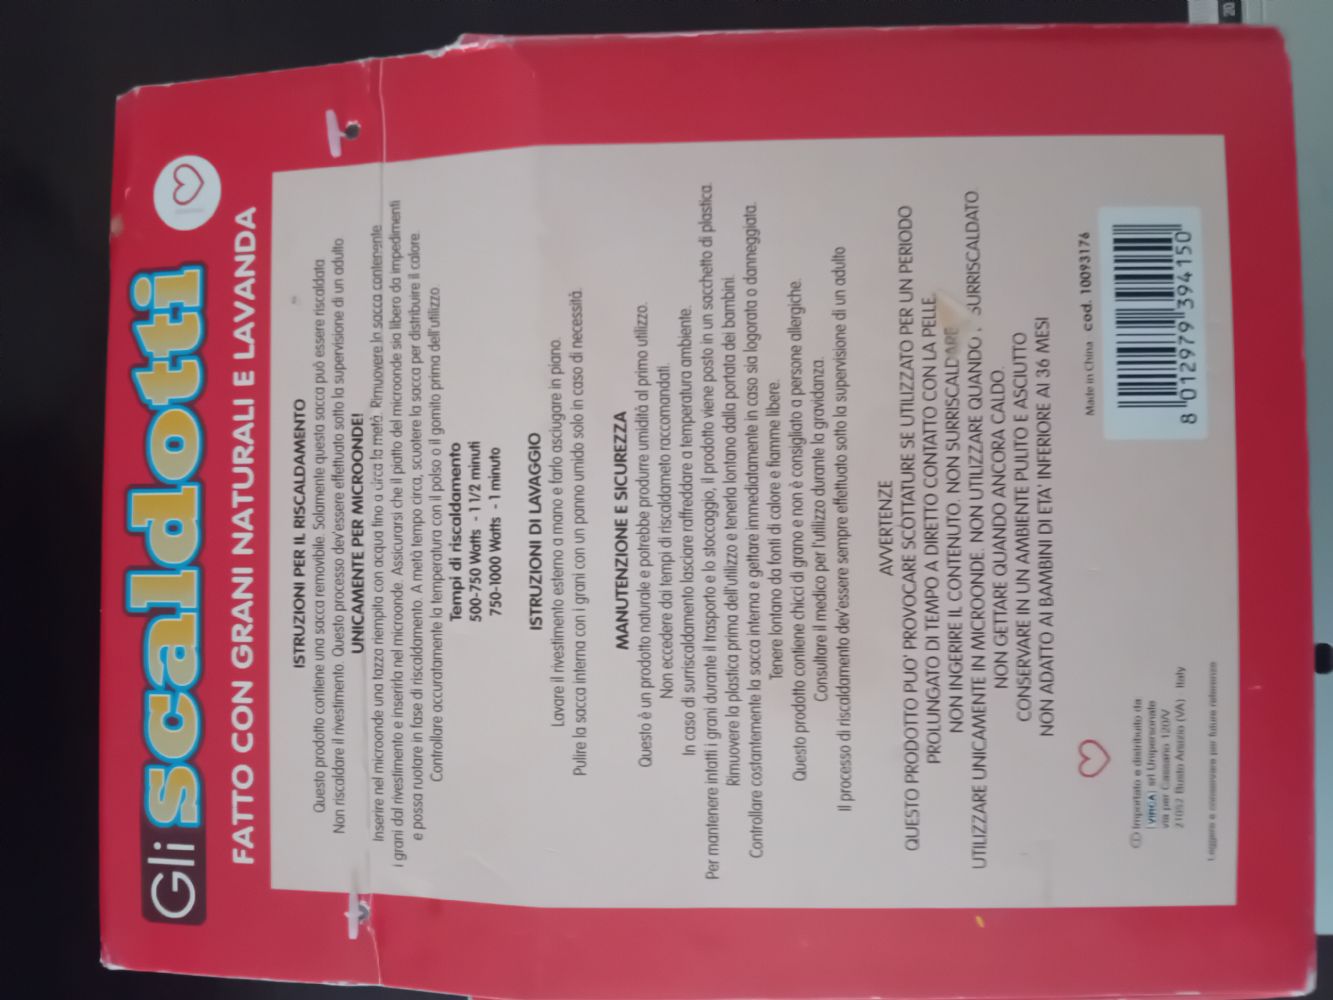 Gli scaldotti
FATTO CON GRANI NATURALI E LAVANDA
ISTRUZIONI PER IL RISCALDAMENTO
Questo prodotto contiene una sacca removibile. Solamente questa sacca può essere riscaldata
Non riscaldare il rivestimento. Questo processo dev'essere effettuato sotto la supervisione di un adulto
UNICAMENTE PER MICROONDE!
Inserire nel microonde una tazza riempita con acqua fino a circa la metà. Rimuovere la sacca contenente
i grani dal rivestimento e inserirla nel microonde. Assicurarsi che il piatto del microonde sia libero da impedimenti
e possa ruotare in fase di riscaldamento. A metà tempo circa, scuotere la sacca per distribuire il calore.
Controllare accuratamente la temperatura con il polso o il gomito prima dell'utilizzo
Tempi di riscaldamento
500-750 Watts - 1 1/2 minuti
750-1000 Watts - 1 minuto
ISTRUZIONI DI LAVAGGIO
Lavare il rivestimento esterno a mano e farlo asciugare in piano.
Pulire la sacca interna con i grani con un panno umido solo in caso di necessità.
MANUTENZIONE E SICUREZZA
Questo è un prodotto naturale e potrebbe produrre umidità al primo utilizzo.
Non eccedere dai tempi di riscaldameto raccomandati.
In caso di surriscaldamento lasciare raffreddare a temperatura ambiente.
Per mantenere intatti i grani durante il trasporto e lo stoccaggio, il prodotto viene posto in un sacchetto di plastica.
Rimuovere la plastica prima dell'utilizzo e tenerla lontano dalla portata dei bambini.
Controllare costantemente la sacca interna e gettare immediatamente in caso sia logorata o danneggiata.
Tenere lontano da fonti di calore e fiamme libere.
Questo prodotto contiene chicci di grano e non è consigliato a persone allergiche.
Consultare il medico per l'utilizzo durante la gravidanza.
Il processo di riscaldamento dev'essere sempre effettuato sotto la supervisione di un adulto
AVVERTENZE
QUESTO PRODOTTO PUO' PROVOCARE SCOTTATURE SE UTILIZZATO PER UN PERIODO
PROLUNGATO DI TEMPO A DIRETTO CONTATTO CON LA PELLE.
NON INGERIRE IL CONTENUTO. NON SURRISCALDARE
UTILIZZARE UNICAMENTE IN MICROONDE. NON UTILIZZARE QUANDO SURRISCALDATO
NON GETTARE QUANDO ANCORA CALDO.
CONSERVARE IN UN AMBIENTE PULITO E ASCIUTTO
NON ADATTO AI BAMBINI DI ETA' INFERIORE AI 36 MESI
Made in China cod. 10093176
8 012979 394150
Importato e distribuito da
VINCA srl Unipersonale
via per Cassano 120/V
21052 Busto Arsizio (VA) Italy
Leggere e conservare per future referenze